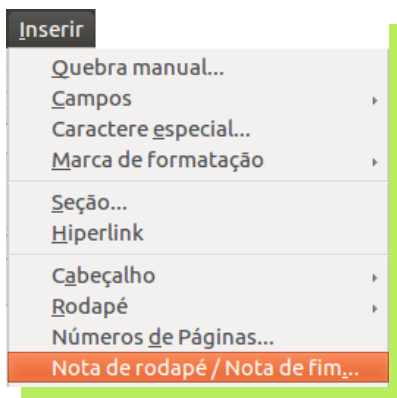 Inserir
Quebra manual...
Campos
Caractere especial...
Marca de formatação
Seção...
Hiperlink
Cabeçalho
Rodapé
Números de Páginas...
Nota de rodapé / Nota de fim...